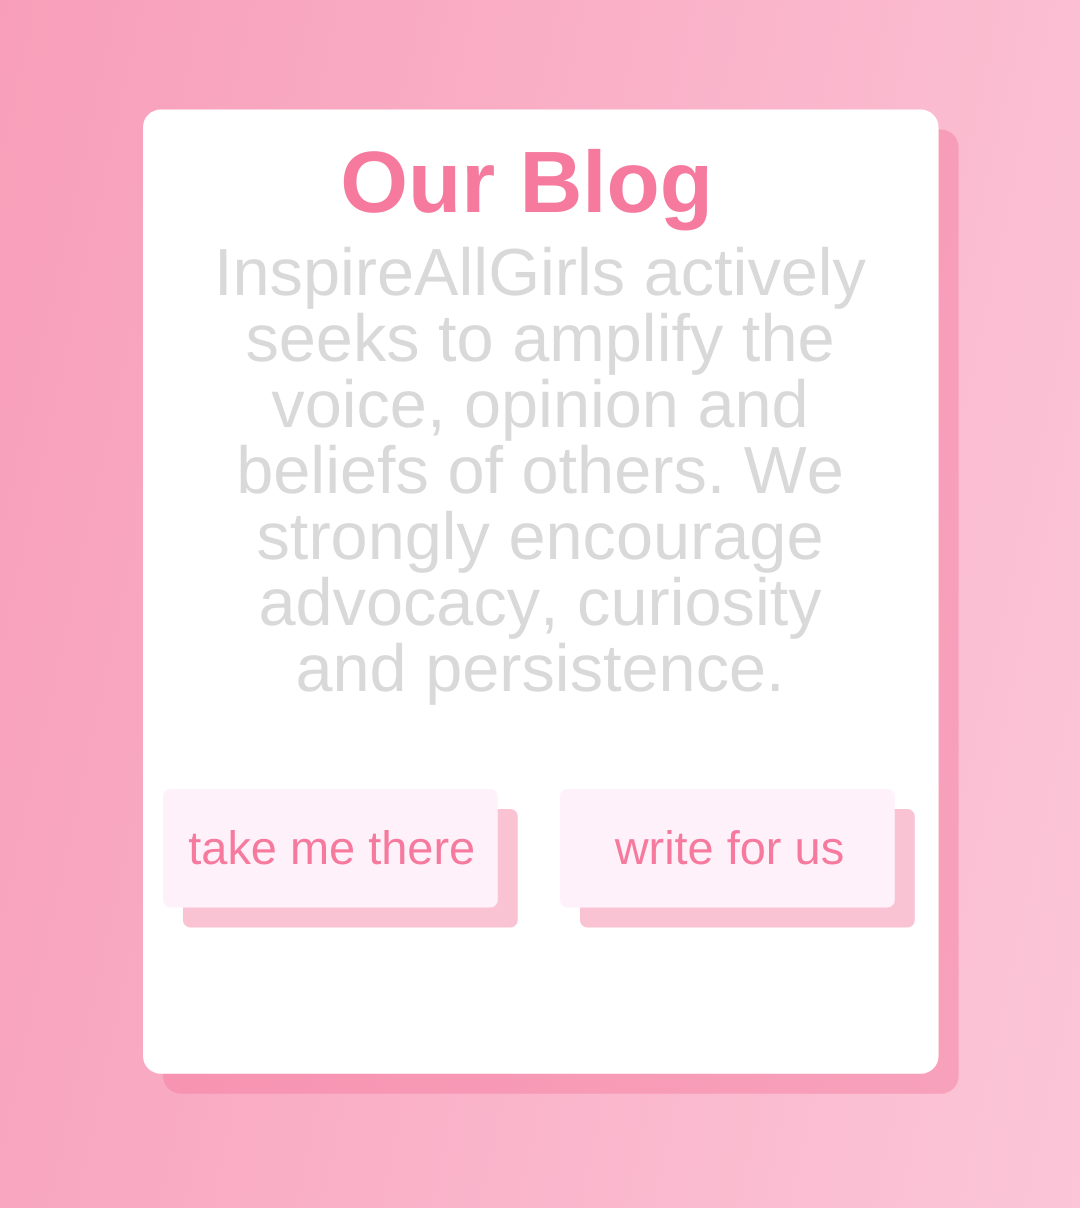 Our Blog
InspireAllGirls actively
seeks to amplify the
voice, opinion and
beliefs of others. We
strongly encourage
advocacy, curiosity
and persistence.
take me there
write for us